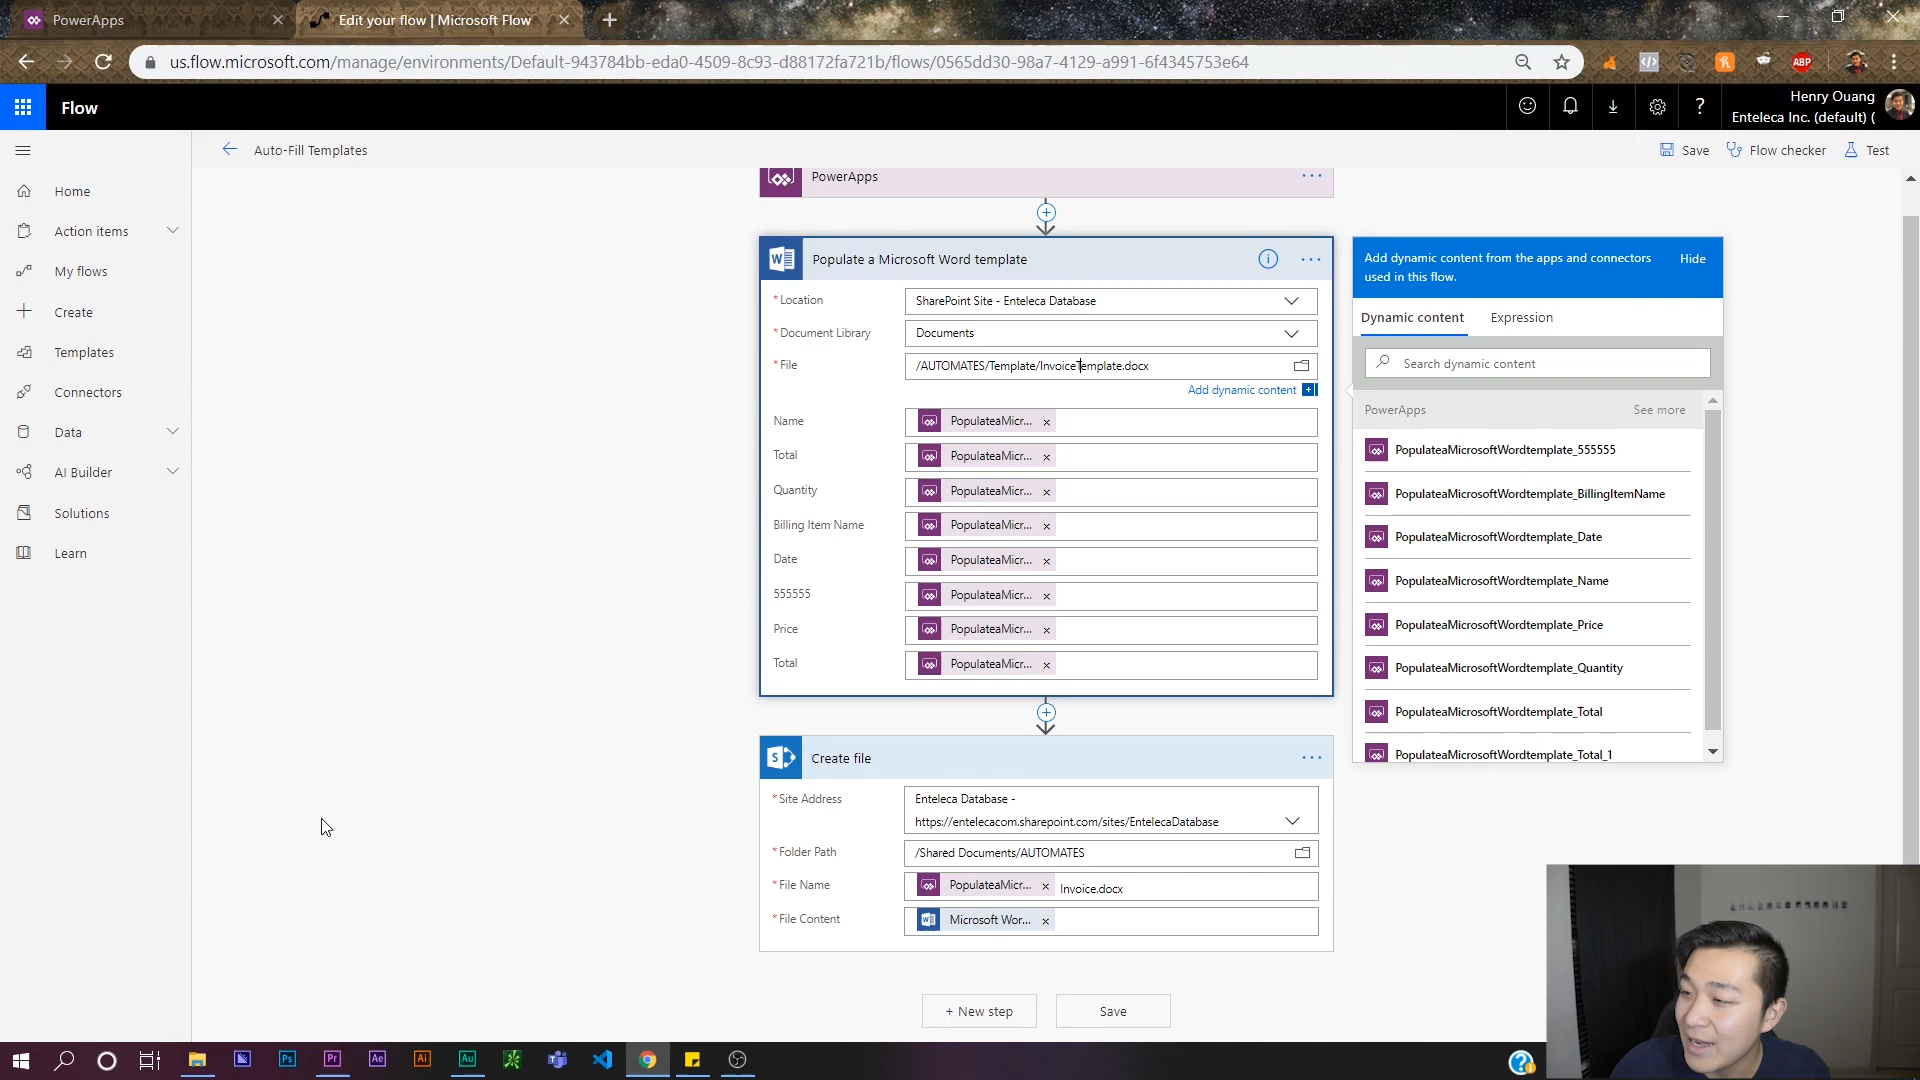 PowerApps
Edit your flow | Microsoft Flow
us.flow.microsoft.com/manage/environments/Default-943784bb-eda0-4509-8c93-d88172fa721b/flows/0565dd30-98a7-4129-a991-6f4345753e64
ABP
Flow
?
Henry Ouang
Enteleca Inc. (default) (
Auto-Fill Templates
Save
Flow checker
Test
Home
Action items
My flows
Create
Templates
Connectors
Data
AI Builder
Solutions
Learn
PowerApps
Populate a Microsoft Word template
* Location
SharePoint Site - Enteleca Database
* Document Library
Documents
* File
/AUTOMATES/Template/InvoiceTemplate.docx
Add dynamic content
Name
PopulateaMicr...
Total
PopulateaMicr...
Quantity
PopulateaMicr...
Billing Item Name
PopulateaMicr...
Date
PopulateaMicr...
555555
PopulateaMicr...
Price
PopulateaMicr...
Total
PopulateaMicr...
Create file
* Site Address
Enteleca Database -
https://entelecacom.sharepoint.com/sites/EntelecaDatabase
* Folder Path
/Shared Documents/AUTOMATES
* File Name
PopulateaMicr... Invoice.docx
* File Content
Microsoft Wor...
+ New step
Save
Add dynamic content from the apps and connectors
used in this flow.
Hide
Dynamic content
Expression
Search dynamic content
PowerApps
See more
PopulateaMicrosoftWordtemplate_555555
PopulateaMicrosoftWordtemplate_BillingItemName
PopulateaMicrosoftWordtemplate_Date
PopulateaMicrosoftWordtemplate_Name
PopulateaMicrosoftWordtemplate_Price
PopulateaMicrosoftWordtemplate_Quantity
PopulateaMicrosoftWordtemplate_Total
PopulateaMicrosoftWordtemplate_Total_1
Ps
Pr
Ae
Ai
Au